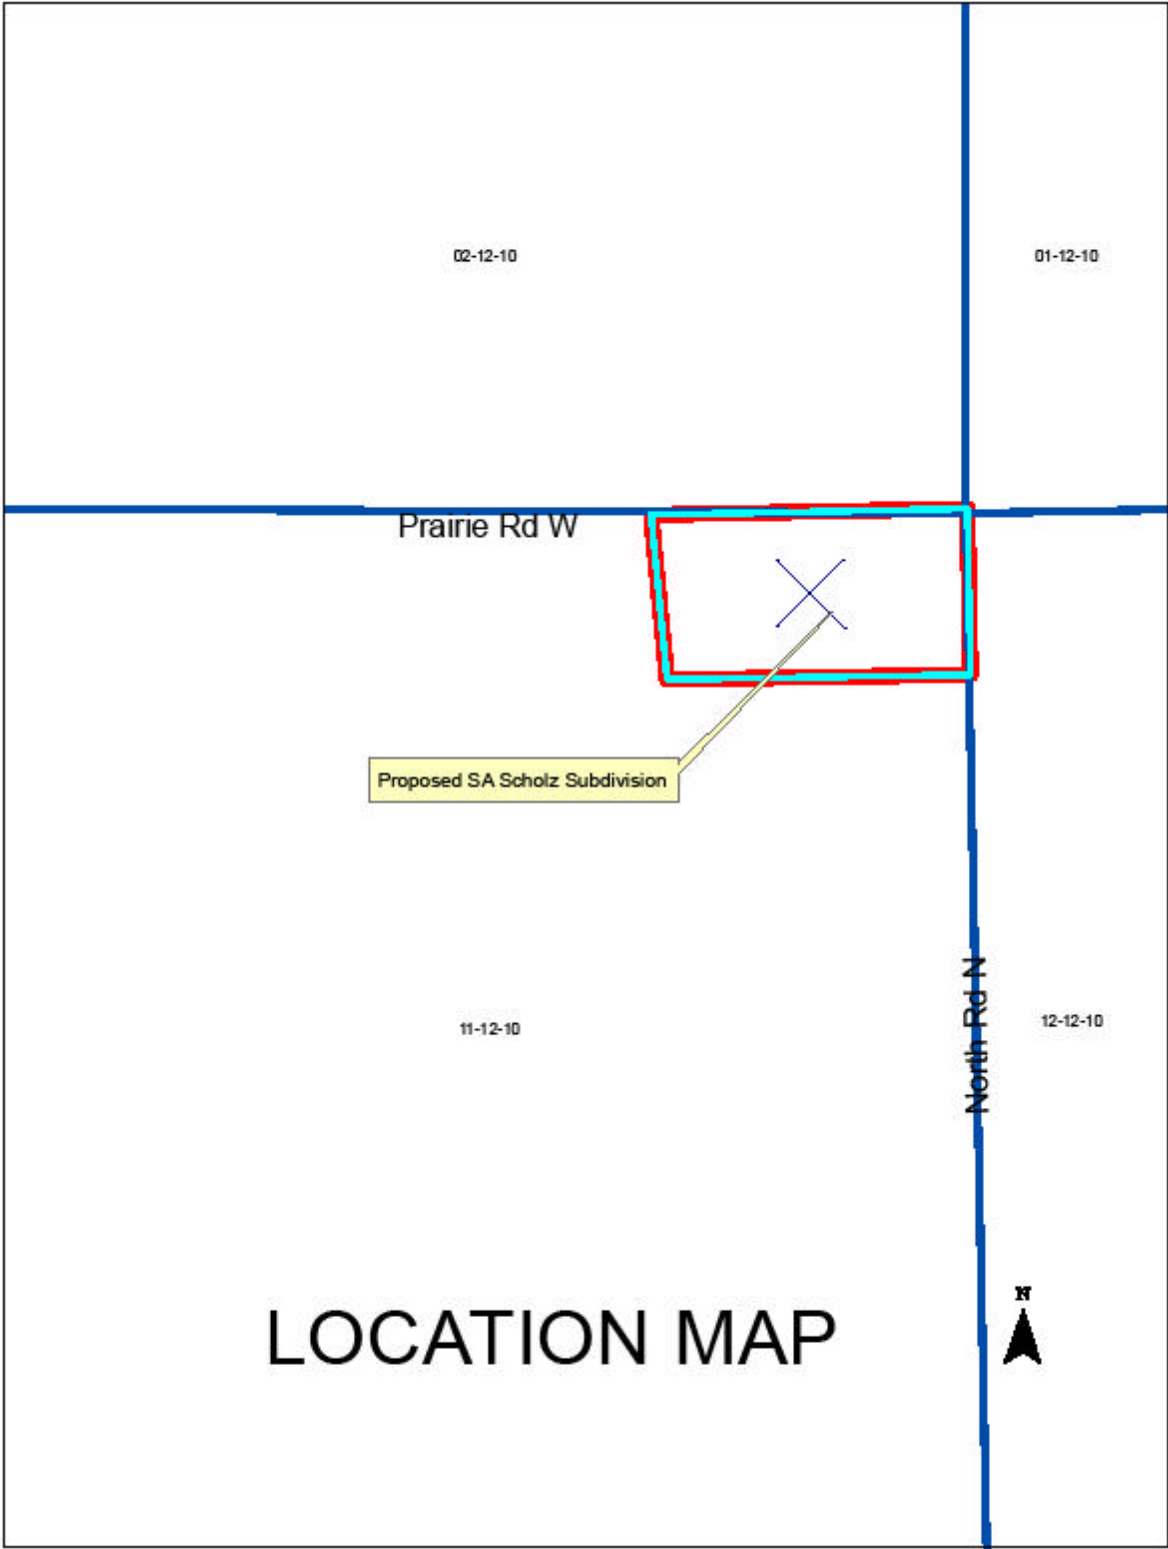 02-12-10
01-12-10
Prairie Rd W
Proposed SA Scholz Subdivision
North Rd N
11-12-10
12-12-10
N
LOCATION MAP